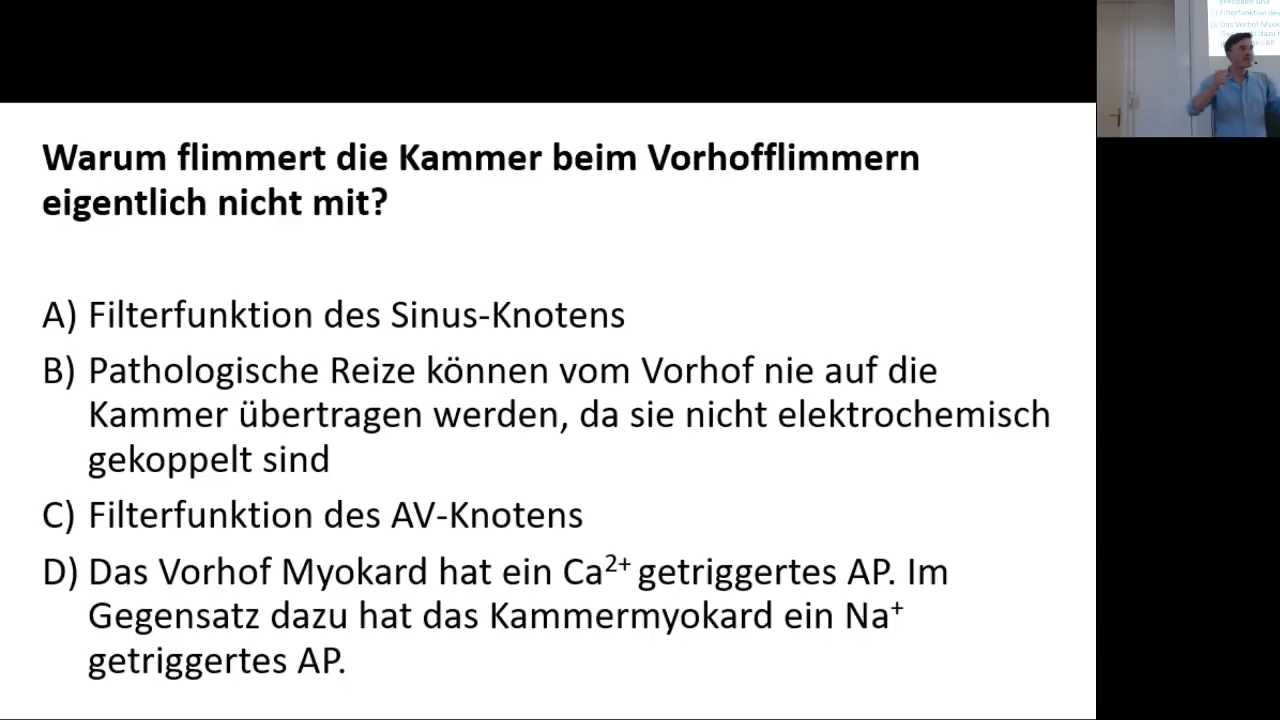 Warum flimmert die Kammer beim Vorhofflimmern
eigentlich nicht mit?
A) Filterfunktion des Sinus-Knotens
B) Pathologische Reize können vom Vorhof nie auf die
Kammer übertragen werden, da sie nicht elektrochemisch
gekoppelt sind
C) Filterfunktion des AV-Knotens
D) Das Vorhof Myokard hat ein Ca²⁺ getriggertes AP. Im
Gegensatz dazu hat das Kammermyokard ein Na⁺
getriggertes AP.